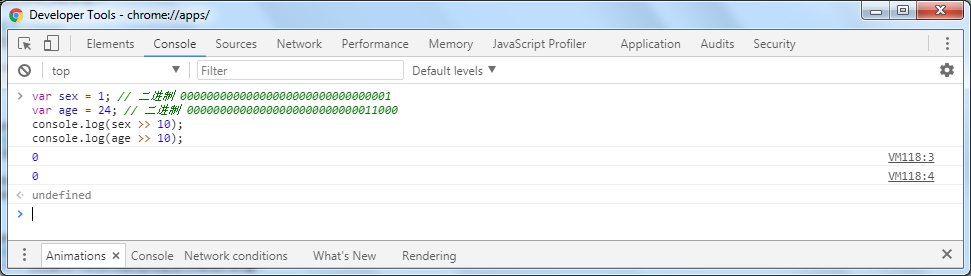 Developer Tools - chrome://apps/
Elements Console Sources Network Performance Memory JavaScript Profiler Application Audits Security
top Filter Default levels
var sex = 1; // 二进制 00000000000000000000000000000001
var age = 24; // 二进制 00000000000000000000000000011000
console.log(sex >> 10);
console.log(age >> 10);
0 VM118:3
0 VM118:4
undefined
Animations Console Network conditions What's New Rendering